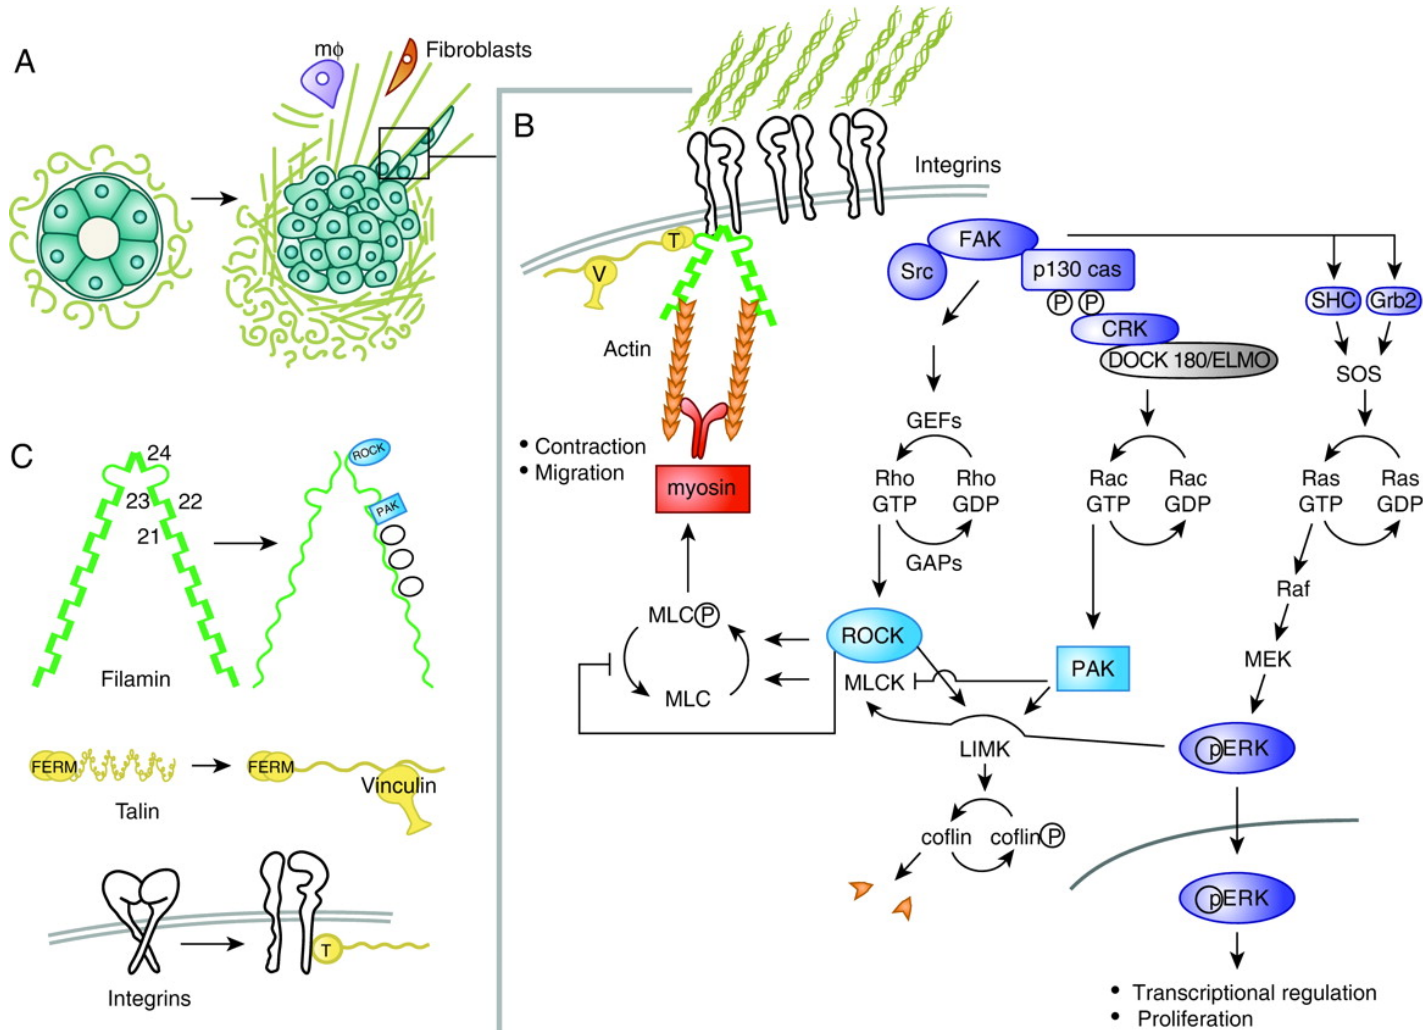 A
mϕ
Fibroblasts
B
Integrins
T
V
FAK
Src
p130 cas
P P
CRK
DOCK 180/ELMO
SHC
Grb2
SOS
Actin
• Contraction
• Migration
myosin
GEFs
Rho
GTP
Rho
GDP
GAPs
Rac
GTP
Rac
GDP
Ras
GTP
Ras
GDP
Raf
MEK
MLC P
MLC
ROCK
MLCK
PAK
LIMK
pERK
coflin
coflin P
pERK
• Transcriptional regulation
• Proliferation
C
24
23
22
21
ROCK
PAK
Filamin
FERM
FERM
Talin
Vinculin
T
Integrins